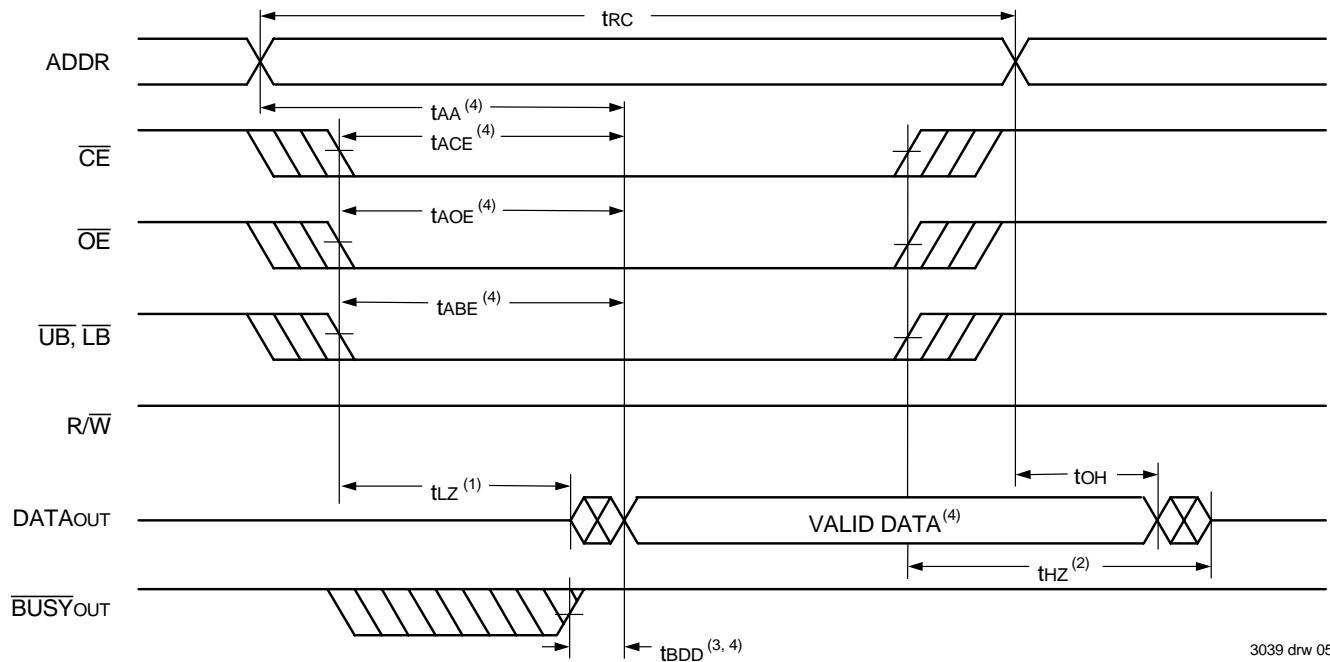 tRC
ADDR
tAA (4)
tACE (4)
CE
tAOE (4)
OE
tABE (4)
UB, LB
R/W
tOH
tLZ (1)
DATAOUT
VALID DATA(4)
tHZ (2)
BUSYOUT
tBDD (3, 4)
3039 drw 05